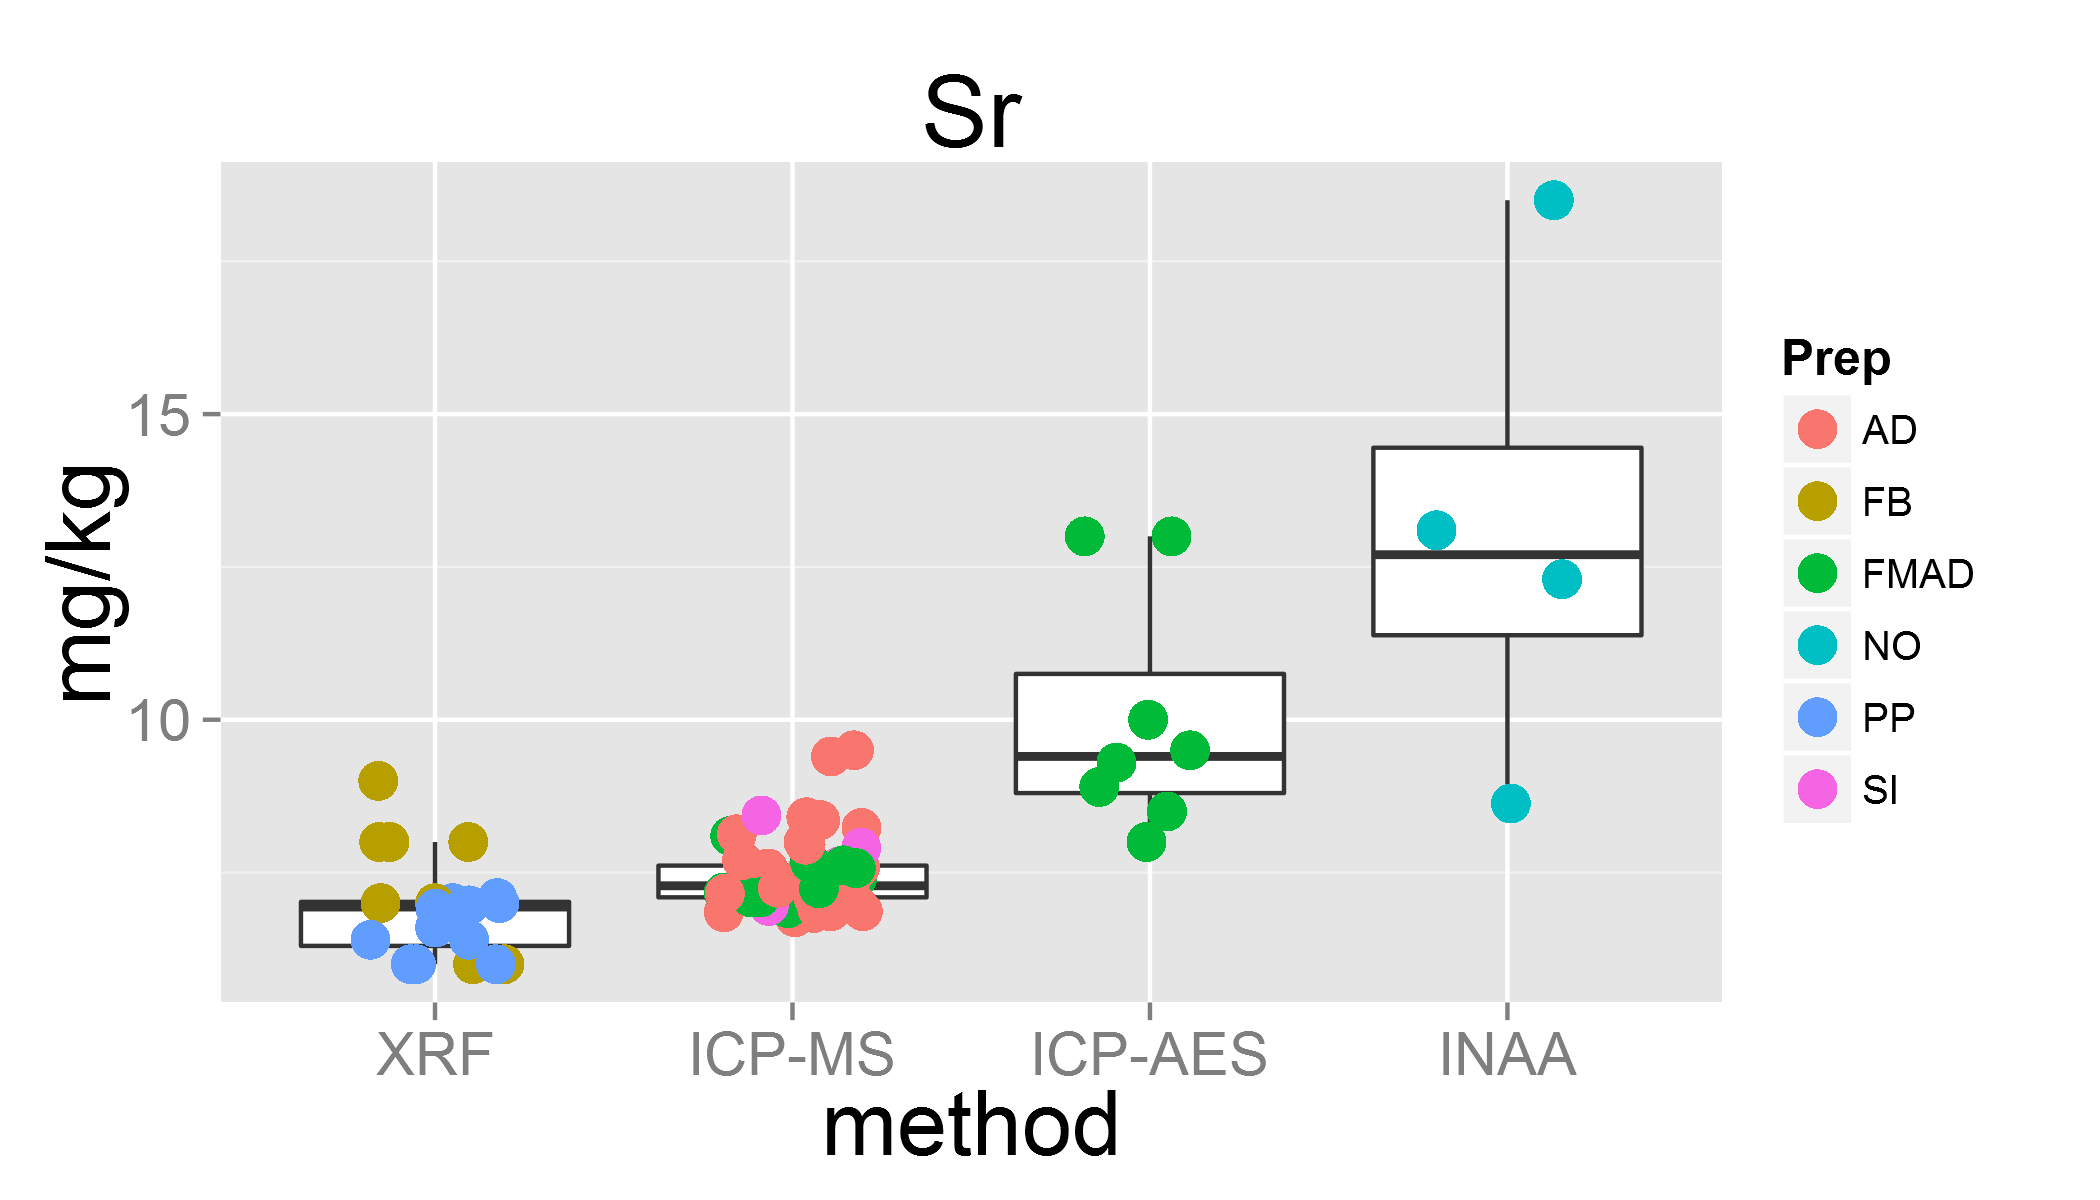 Sr
mg/kg
15
10
XRF
ICP-MS
ICP-AES
INAA
method
Prep
AD
FB
FMAD
NO
PP
SI